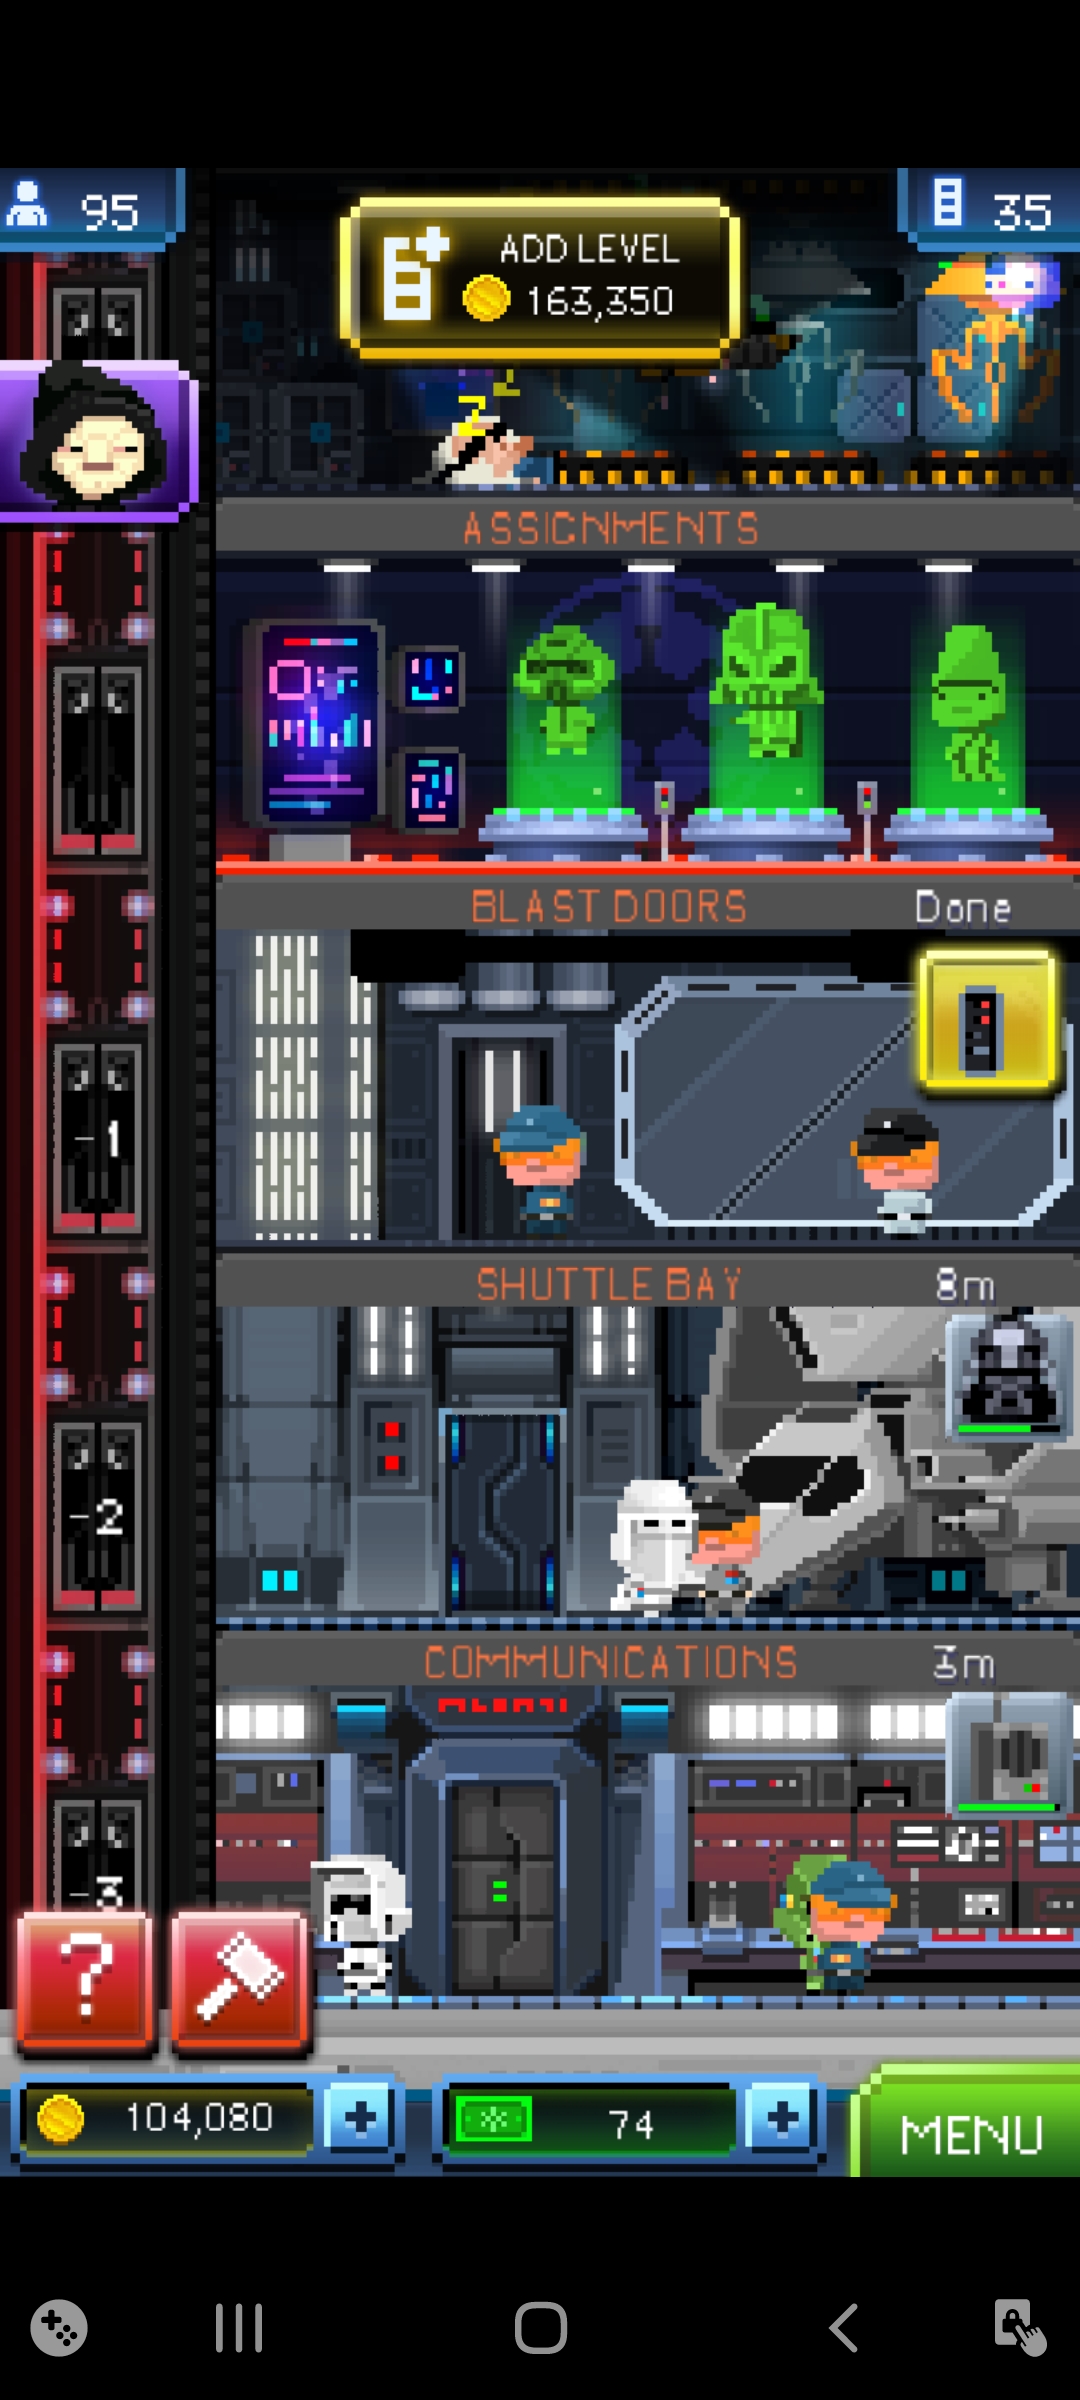 95
ADD LEVEL
163,350
35
ASSIGNMENTS
BLAST DOORS Done
-1
SHUTTLE BAY 8m
-2
COMMUNICATIONS 3m
-3
?
104,080 + 74 + MENU